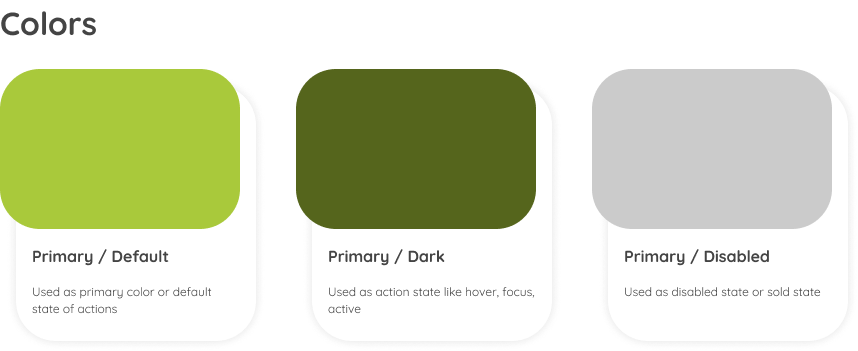 Colors
Primary / Default
Used as primary color or default
state of actions
Primary / Dark
Used as action state like hover, focus,
active
Primary / Disabled
Used as disabled state or sold state